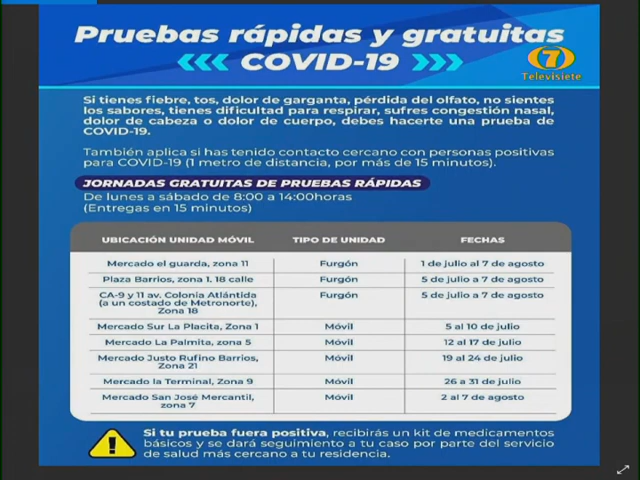 Pruebas rápidas y gratuitas
COVID-19
7
Televisiete
Si tienes fiebre, tos, dolor de garganta, pérdida del olfato, no sientes
los sabores, tienes dificultad para respirar, sufres congestión nasal,
dolor de cabeza o dolor de cuerpo, debes hacerte una prueba de
COVID-19.
También aplica si has tenido contacto cercano con personas positivas
para COVID-19 (1 metro de distancia, por más de 15 minutos).
JORNADAS GRATUITAS DE PRUEBAS RÁPIDAS
De lunes a sábado de 8:00 a 14:00horas
(Entregas en 15 minutos)
UBICACIÓN UNIDAD MÓVIL TIPO DE UNIDAD FECHAS
Mercado el guarda, zona 11 Furgón 1 de julio al 7 de agosto
Plaza Barrios, zona 1. 18 calle Furgón 5 de julio a 7 de agosto
CA-9 y 11 av. Colonia Atlántida Furgón 5 de julio a 7 de agosto
(a un costado de Metronorte),
Zona 18
Mercado Sur La Placita, Zona 1 Móvil 5 al 10 de julio
Mercado La Palmita, zona 5 Móvil 12 al 17 de julio
Mercado Justo Rufino Barrios, Móvil 19 al 24 de julio
Zona 21
Mercado la Terminal, Zona 9 Móvil 26 a 31 de julio
Mercado San José Mercantil, Móvil 2 al 7 de agosto
zona 7
Si tu prueba fuera positiva, recibirás un kit de medicamentos
básicos y se dará seguimiento a tu caso por parte del servicio
de salud más cercano a tu residencia.